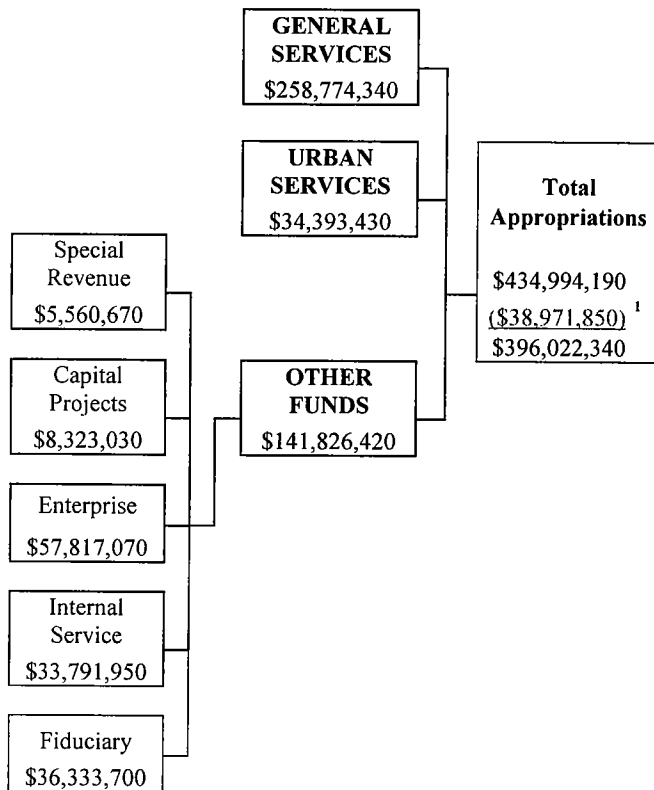 GENERAL
SERVICES
$258,774,340
URBAN
SERVICES
$34,393,430
Total
Appropriations
$434,994,190
($38,971,850) 1
$396,022,340
Special
Revenue
$5,560,670
Capital
Projects
$8,323,030
OTHER
FUNDS
$141,826,420
Enterprise
$57,817,070
Internal
Service
$33,791,950
Fiduciary
$36,333,700